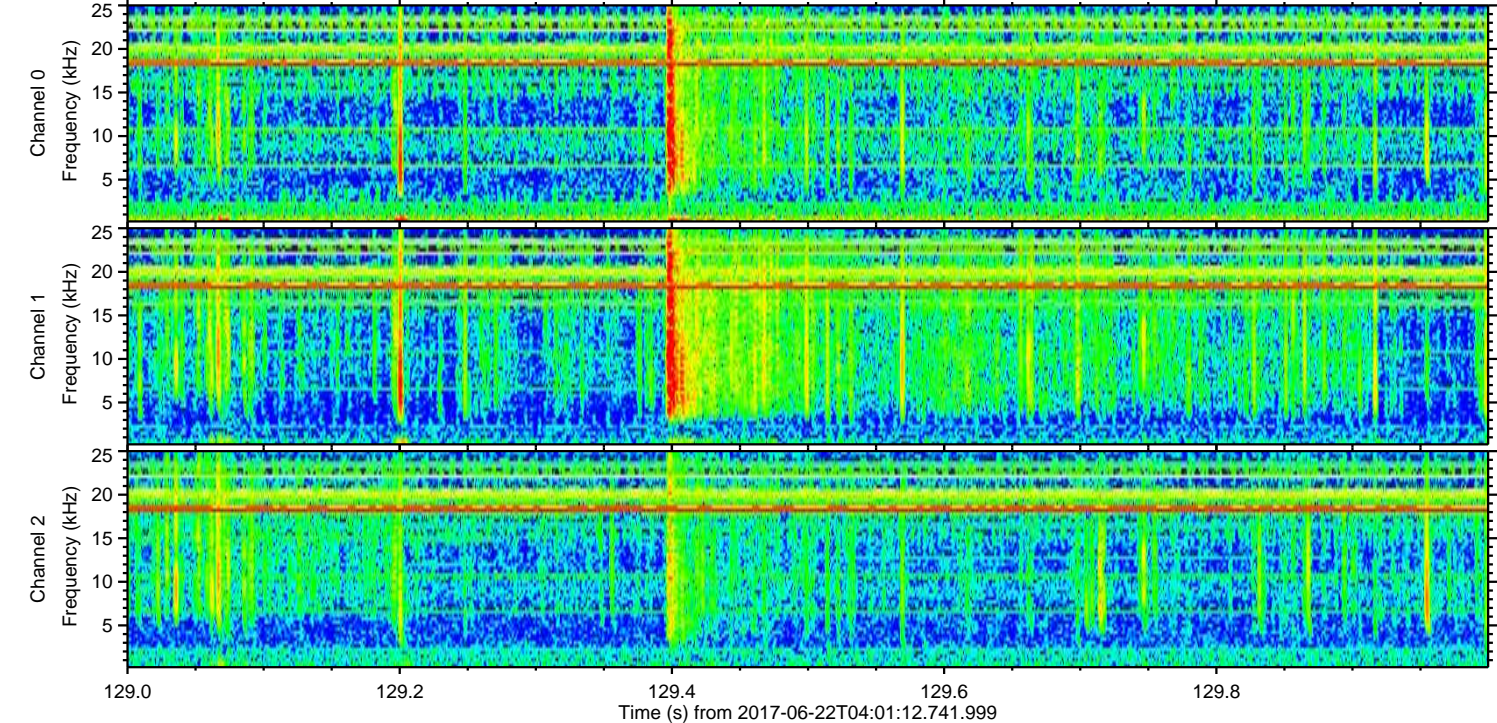 25
20
15
10
5
Channel 0
Frequency (kHz)
25
20
15
10
5
Channel 1
Frequency (kHz)
25
20
15
10
5
Channel 2
Frequency (kHz)
129.0 129.2 129.4 129.6 129.8
Time (s) from 2017-06-22T04:01:12.741.999